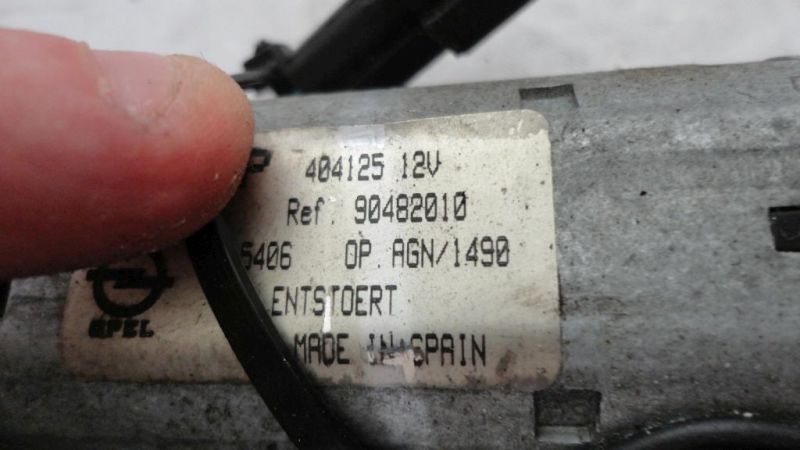 404125 12V
Ref. 90482010
5406 OP. AGN/1490
ENTSTOERT
OPEL
MADE IN SPAIN